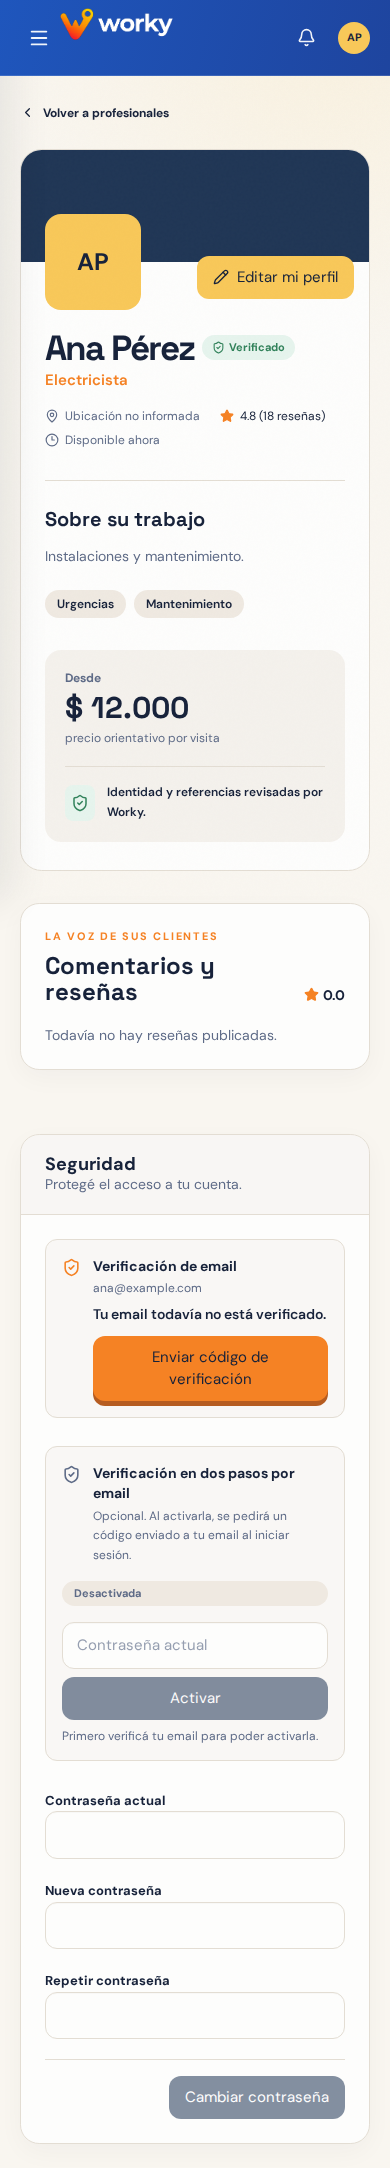 worky
AP
Volver a profesionales
AP
Editar mi perfil
Ana Pérez
Verificado
Electricista
Ubicación no informada
4.8 (18 reseñas)
Disponible ahora
Sobre su trabajo
Instalaciones y mantenimiento.
Urgencias
Mantenimiento
Desde
$ 12.000
precio orientativo por visita
Identidad y referencias revisadas por
Worky.
LA VOZ DE SUS CLIENTES
Comentarios y
reseñas
0.0
Todavía no hay reseñas publicadas.
Seguridad
Protegé el acceso a tu cuenta.
Verificación de email
ana@example.com
Tu email todavía no está verificado.
Enviar código de
verificación
Verificación en dos pasos por
email
Opcional. Al activarla, se pedirá un
código enviado a tu email al iniciar
sesión.
Desactivada
Contraseña actual
Activar
Primero verificá tu email para poder activarla.
Contraseña actual
Nueva contraseña
Repetir contraseña
Cambiar contraseña